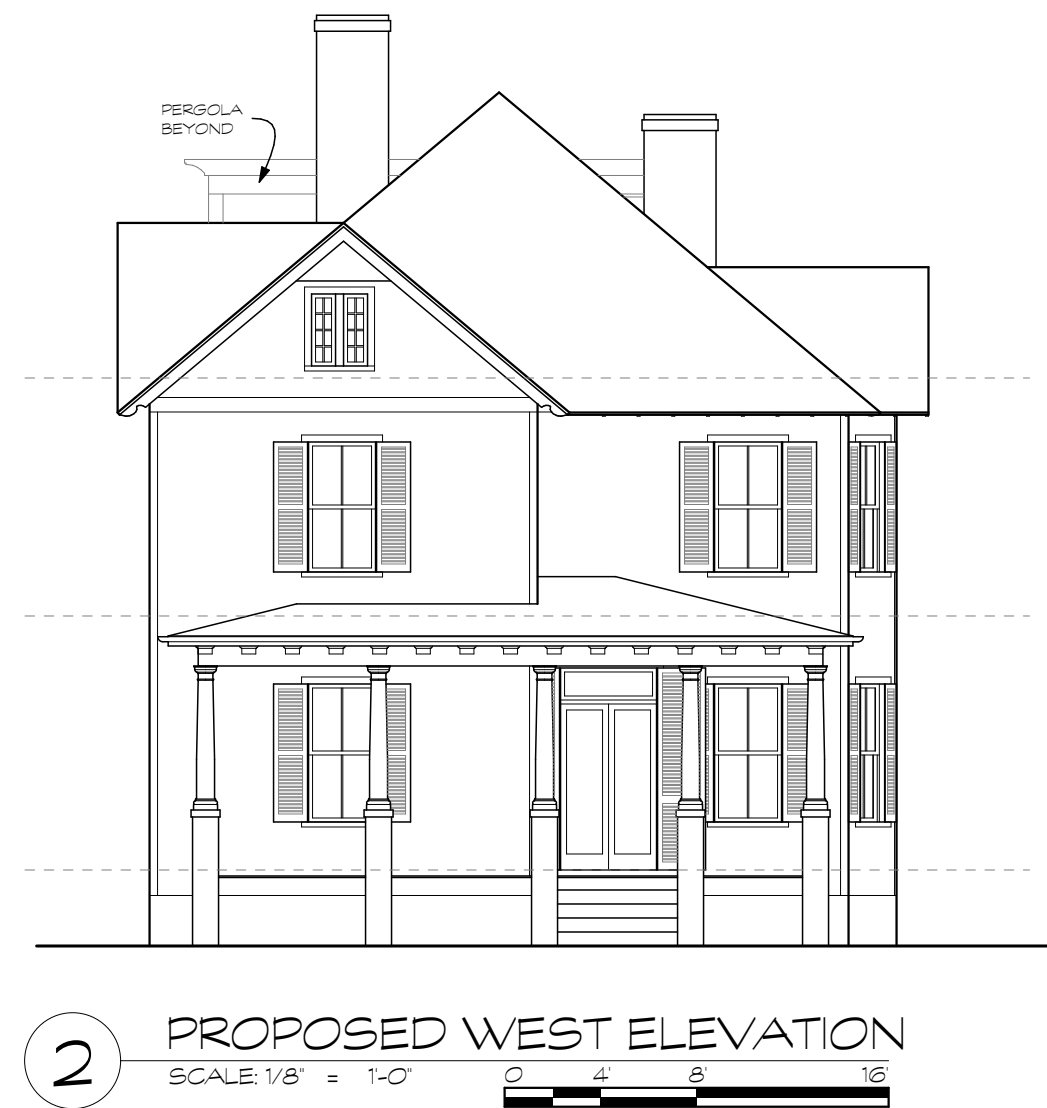 PERGOLA
BEYOND
2
PROPOSED WEST ELEVATION
SCALE: 1/8" = 1'-0"
0 4' 8' 16'